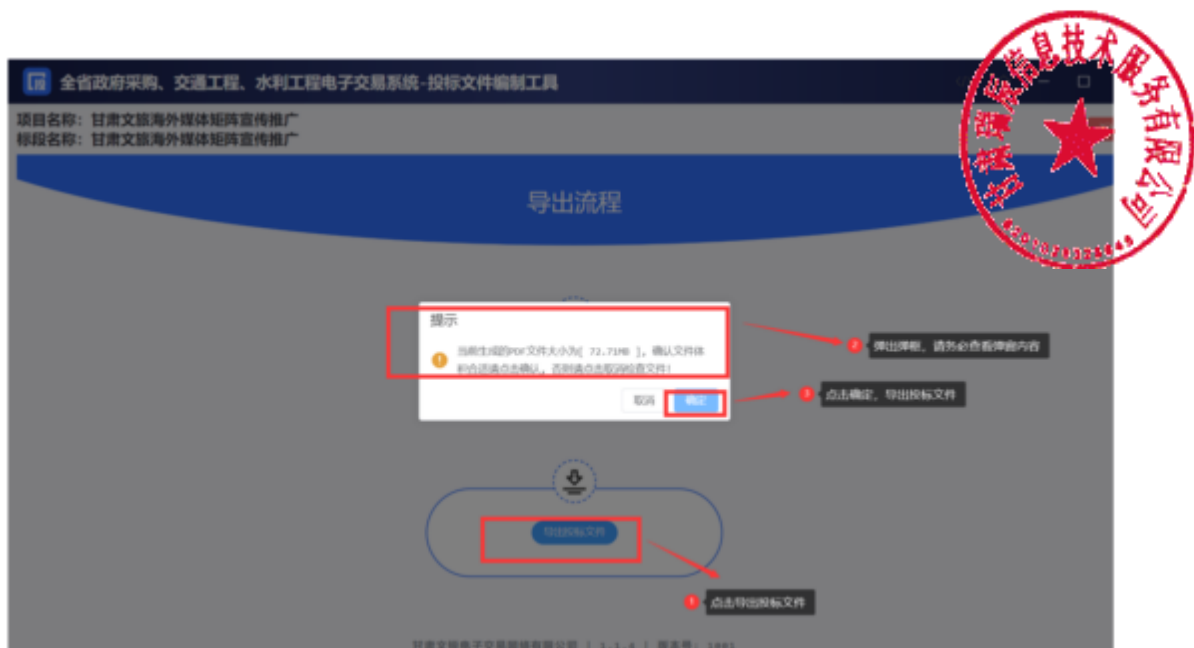 全省政府采购、交通工程、水利工程电子交易系统-投标文件编制工具
项目名称：甘肃文旅海外媒体矩阵宣传推广
标段名称：甘肃文旅海外媒体矩阵宣传推广
信息技术服务有限公司
导出流程
提示
当前生成的PDF文件大小为[ 72.71MB ]，确认文件体
积合适请点击确认，否则请点击取消检查文件！
取消
确定
2 弹出弹框，请务必查看弹窗内容
3 点击确定，导出投标文件
导出投标文件
1 点击导出投标文件